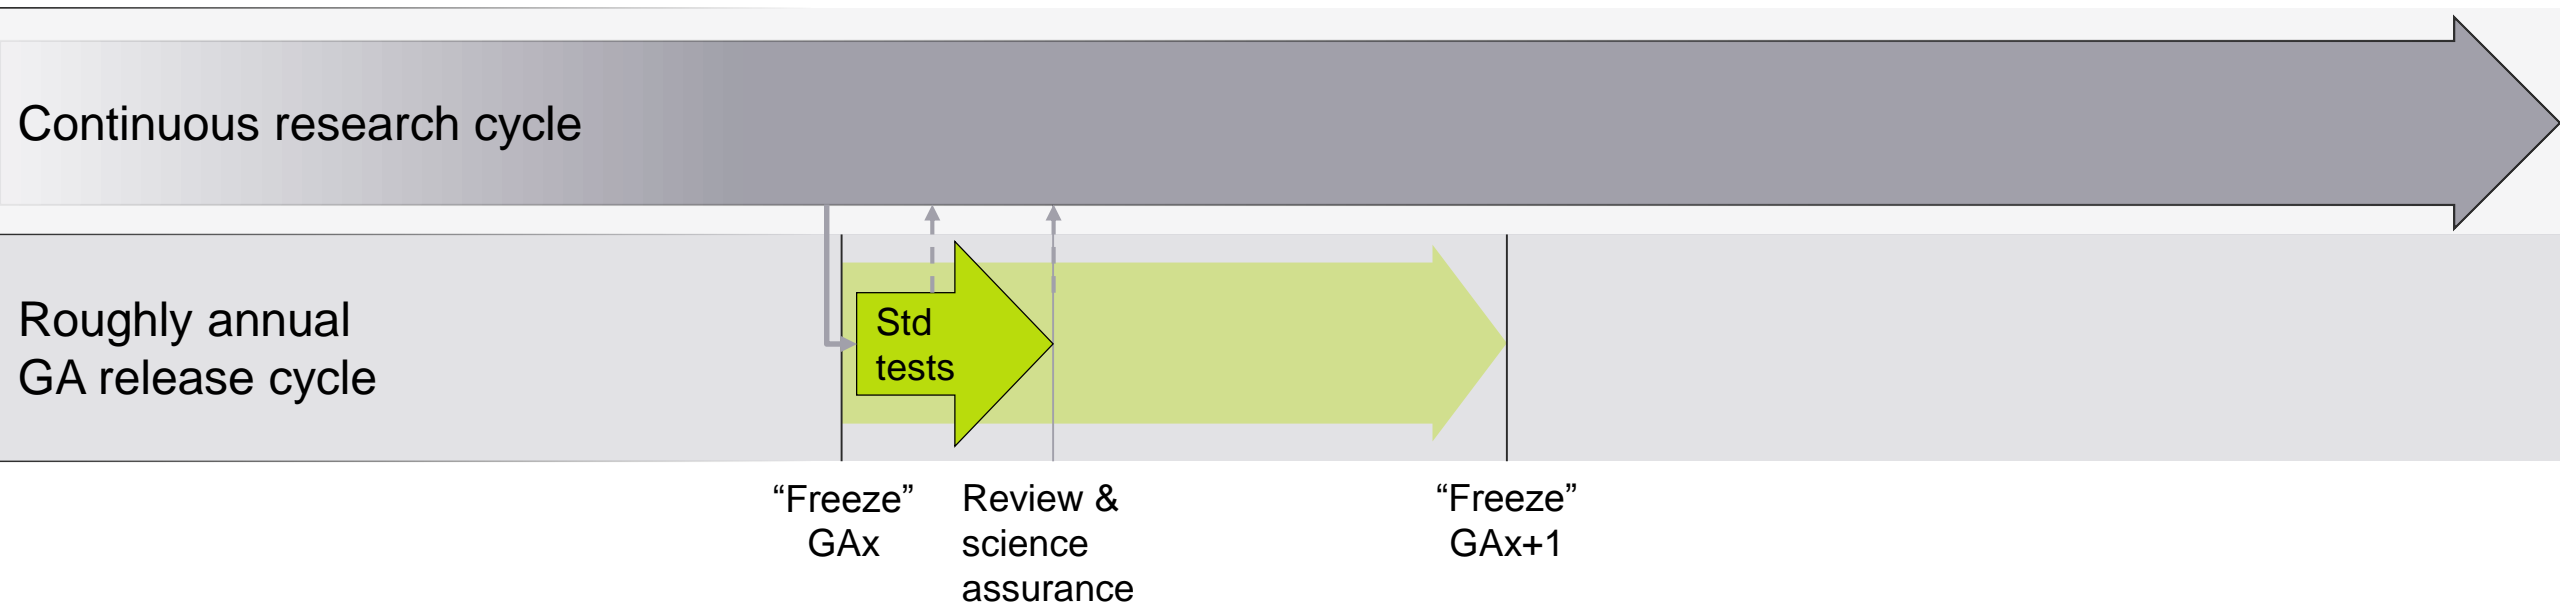 Continuous research cycle
Roughly annual
GA release cycle
Std
tests
“Freeze”
GAx
Review &
science
assurance
“Freeze”
GAx+1